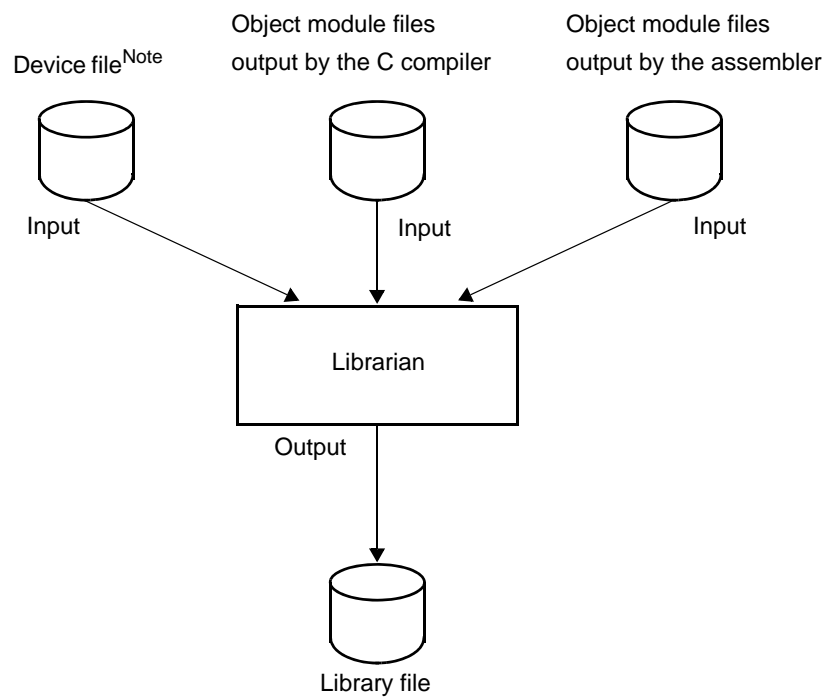 Device fileNote
Object module files
output by the C compiler
Object module files
output by the assembler
Input
Input
Input
Librarian
Output
Library file